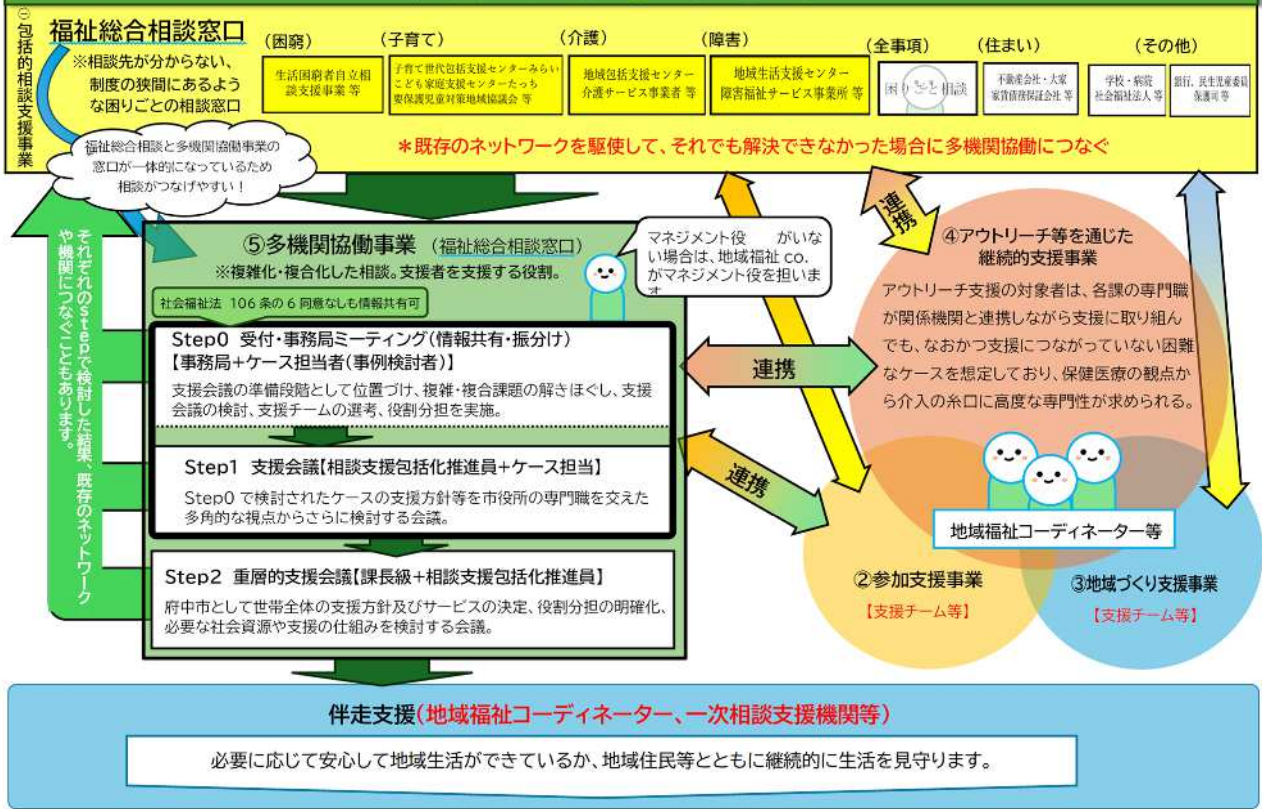 ①包括的相談支援事業
福祉総合相談窓口
※相談先が分からない、
制度の狭間にあるよう
な困りごとの相談窓口
(困窮)
生活困窮者自立相
談支援事業 等
(子育て)
子育て世代包括支援センターみらい
こども家庭支援センターたっち
要保護児童対策地域協議会 等
(介護)
地域包括支援センター
介護サービス事業者 等
(障害)
地域生活支援センター
障害福祉サービス事業所 等
(全事項)
困りごと相談
(住まい)
不動産会社・大家
家賃債務保証会社 等
(その他)
学校・病院
社会福祉法人 等
銀行、民生児童委員
保護司 等
*既存のネットワークを駆使して、それでも解決できなかった場合に多機関協働につなぐ
福祉総合相談と多機関協働事業の
窓口が一体的になっているため
相談がつなげやすい！
それぞれのstepで検討した結果、既存のネットワーク
や機関につなぐこともあります。
⑤多機関協働事業 (福祉総合相談窓口)
※複雑化・複合化した相談。支援者を支援する役割。
社会福祉法 106条の6同意なしも情報共有可
マネジメント役 がいな
い場合は、地域福祉 co.
がマネジメント役を担いま
Step0 受付・事務局ミーティング(情報共有・振分け)
【事務局+ケース担当者(事例検討者)】
支援会議の準備段階として位置づけ、複雑・複合課題の解きほぐし、支援
会議の検討、支援チームの選考、役割分担を実施。
Step1 支援会議【相談支援包括化推進員+ケース担当】
Step0で検討されたケースの支援方針等を市役所の専門職を交えた
多角的な視点からさらに検討する会議。
Step2 重層的支援会議【課長級+相談支援包括化推進員】
府中市として世帯全体の支援方針及びサービスの決定、役割分担の明確化、
必要な社会資源や支援の仕組みを検討する会議。
連携
連携
連携
④アウトリーチ等を通じた
継続的支援事業
アウトリーチ支援の対象者は、各課の専門職
が関係機関と連携しながら支援に取り組ん
でも、なおかつ支援につながっていない困難
なケースを想定しており、保健医療の観点か
ら介入の糸口に高度な専門性が求められる。
地域福祉コーディネーター等
②参加支援事業
【支援チーム等】
③地域づくり支援事業
【支援チーム等】
伴走支援(地域福祉コーディネーター、一次相談支援機関等)
必要に応じて安心して地域生活ができているか、地域住民等とともに継続的に生活を見守ります。